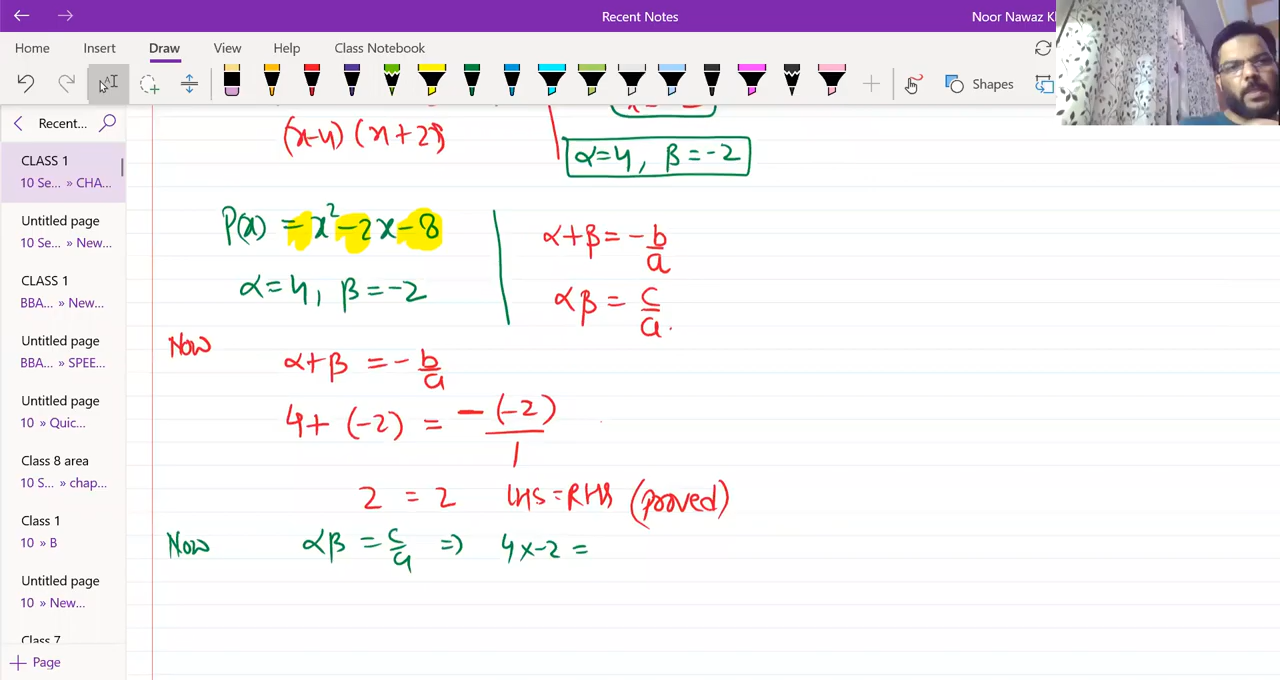 Recent Notes
Noor Nawaz K
Home Insert Draw View Help Class Notebook
Shapes
Recent...
CLASS 1
10 Se... » CHA...
Untitled page
10 Se... » New...
CLASS 1
BBA... » New...
Untitled page
BBA... » SPEE...
Untitled page
10 » Quic...
Class 8 area
10 S... » chap...
Class 1
10 » B
Untitled page
10 » New...
Class 7
+ Page
(x-4) (x+2)
α=4, β=-2
P(x) = x² - 2x - 8
α=4, β=-2
α+β = -b/a
αβ = c/a.
Now
α+β = -b/a
4+ (-2) = -(-2)/1
2 = 2 LHS=RHS (proved)
Now αβ = c/a => 4x-2 =